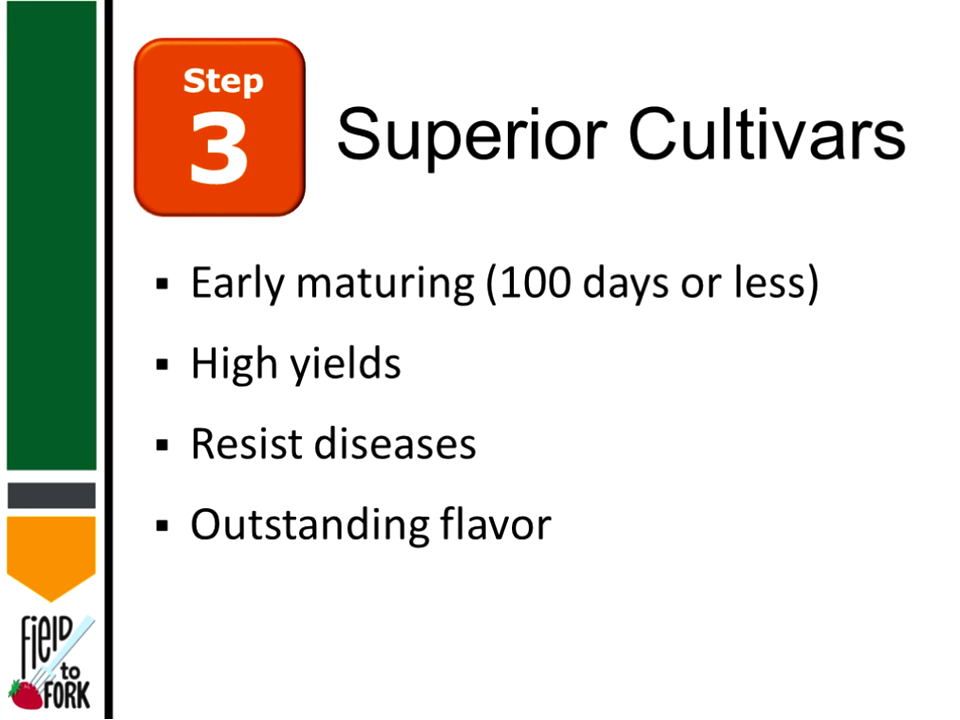 Step
3
Superior Cultivars
▪ Early maturing (100 days or less)
▪ High yields
▪ Resist diseases
▪ Outstanding flavor
FiElD
to
FORK